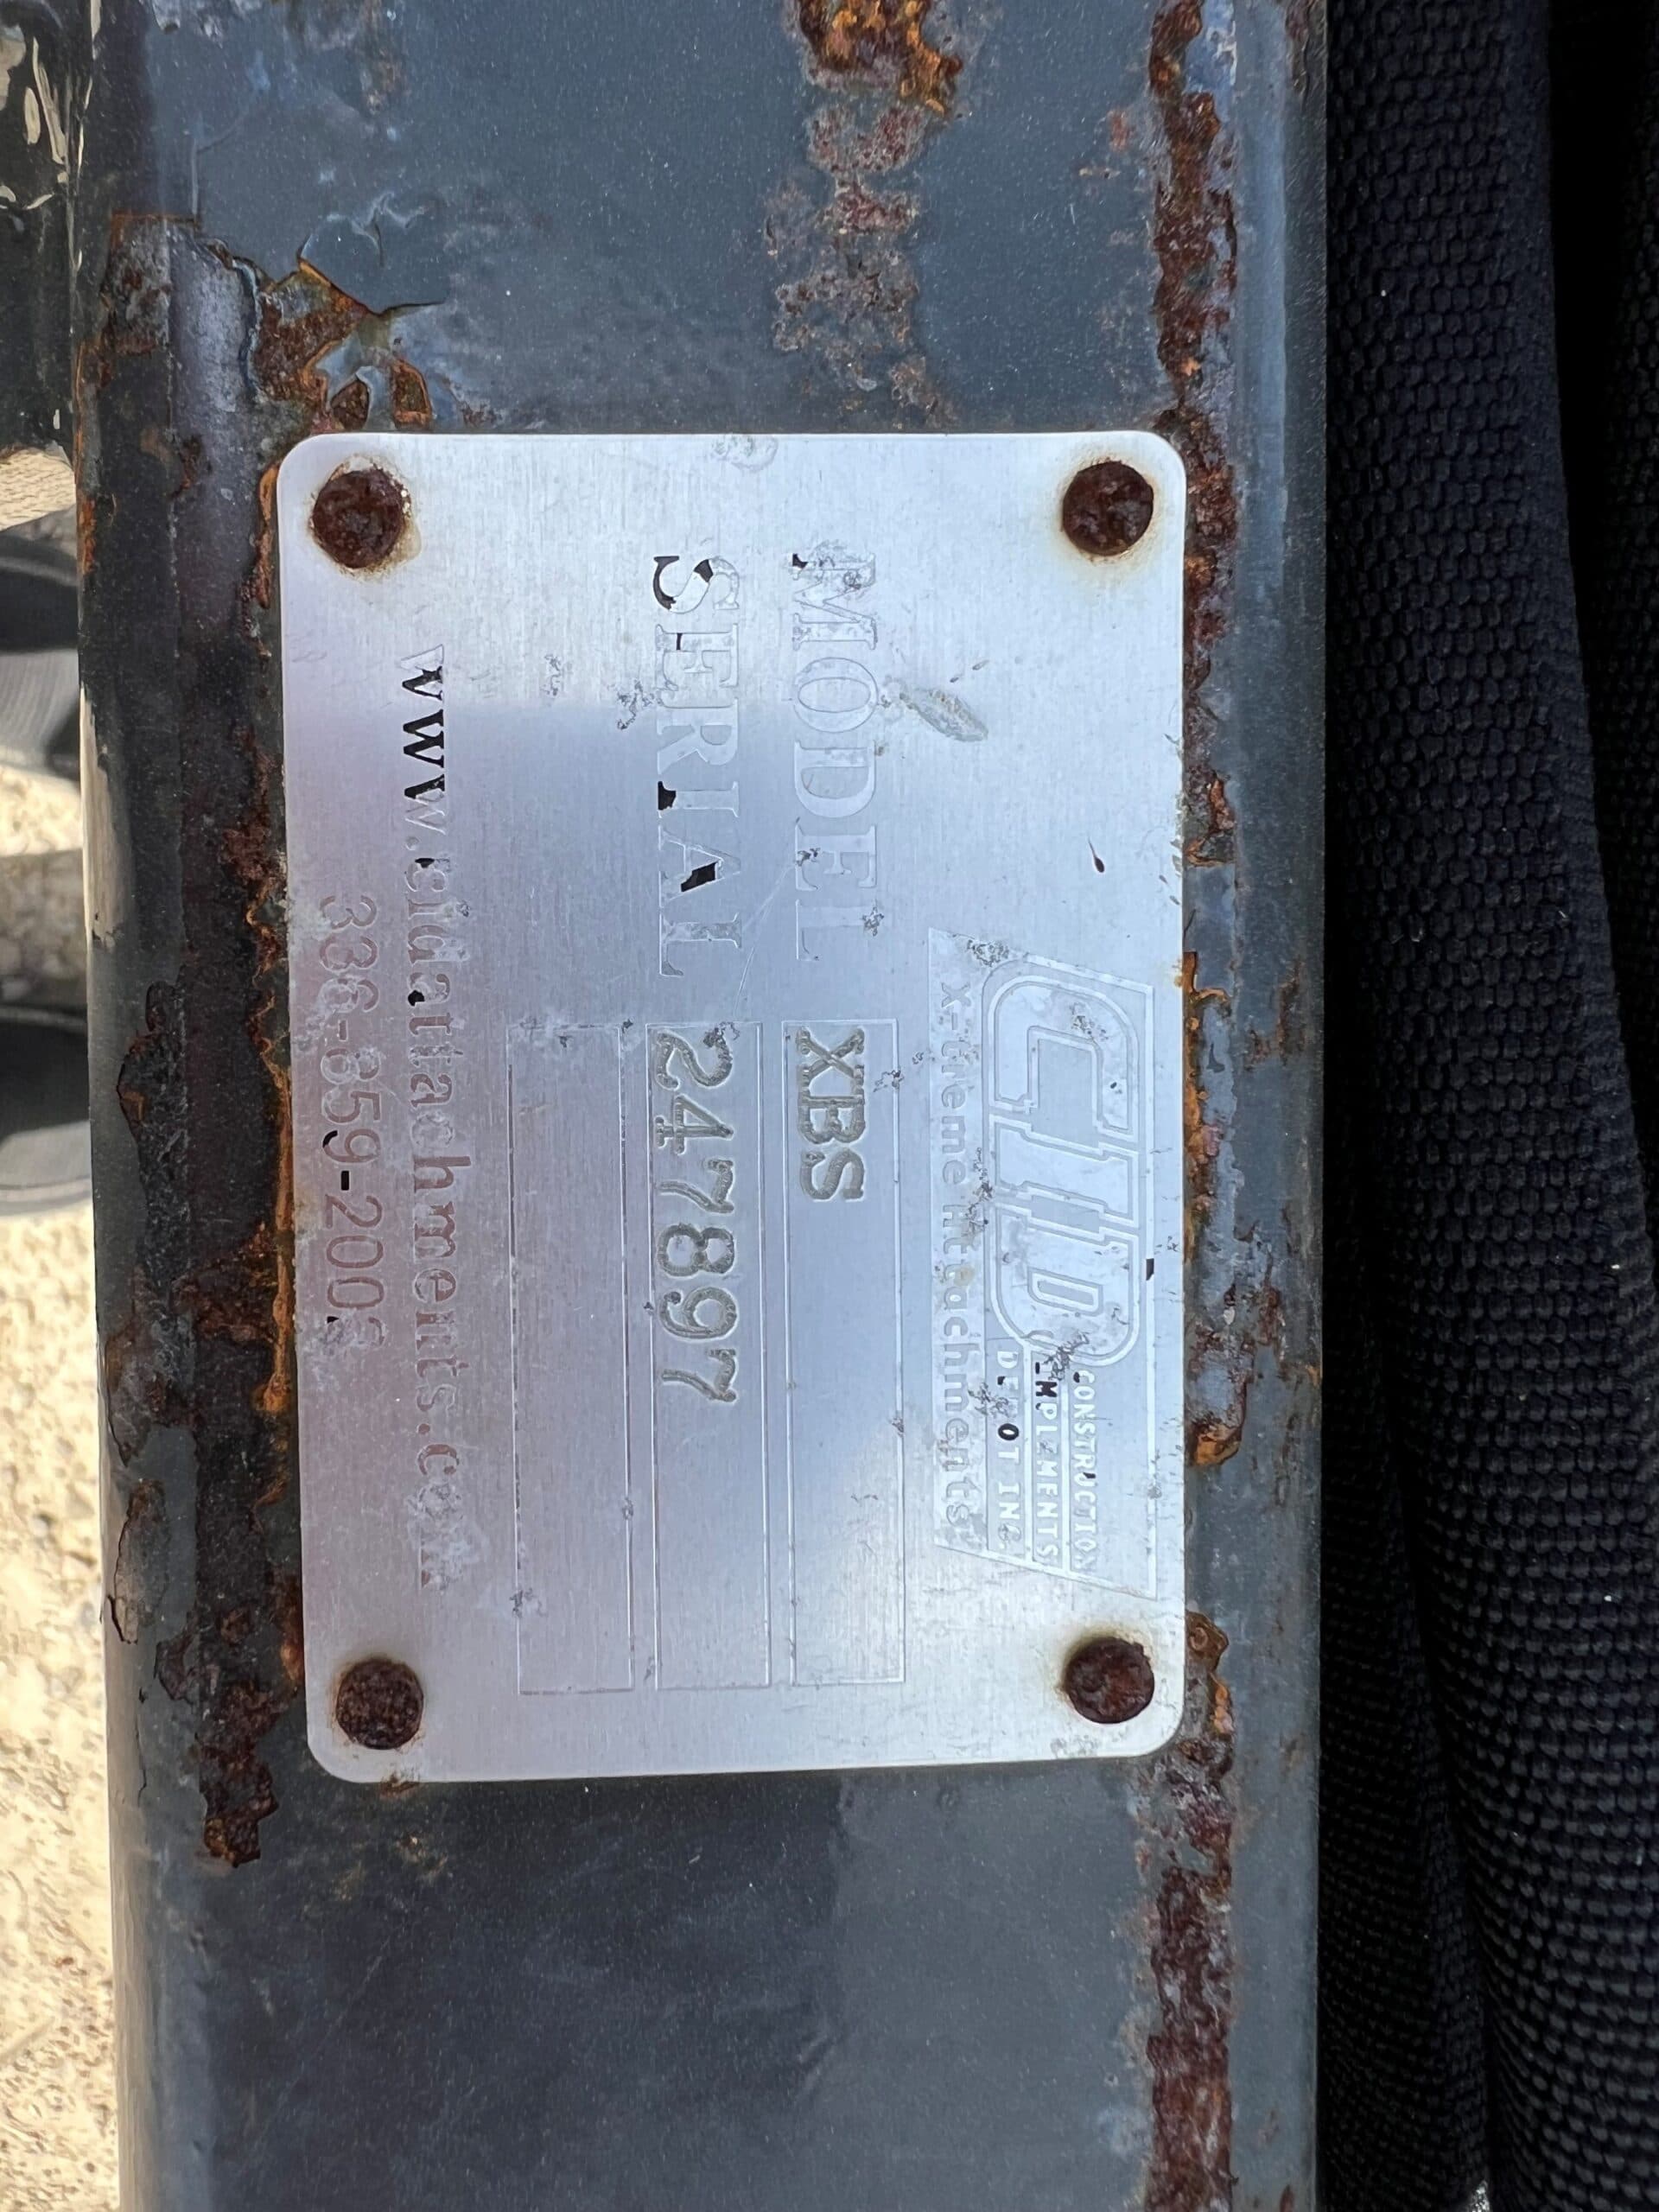 CID
CONSTRUCTION
IMPLEMENTS
DEPOT INC.
X-treme Attachments
MODEL XBS
SERIAL 247897
www.cidattachments.com
336-859-2006